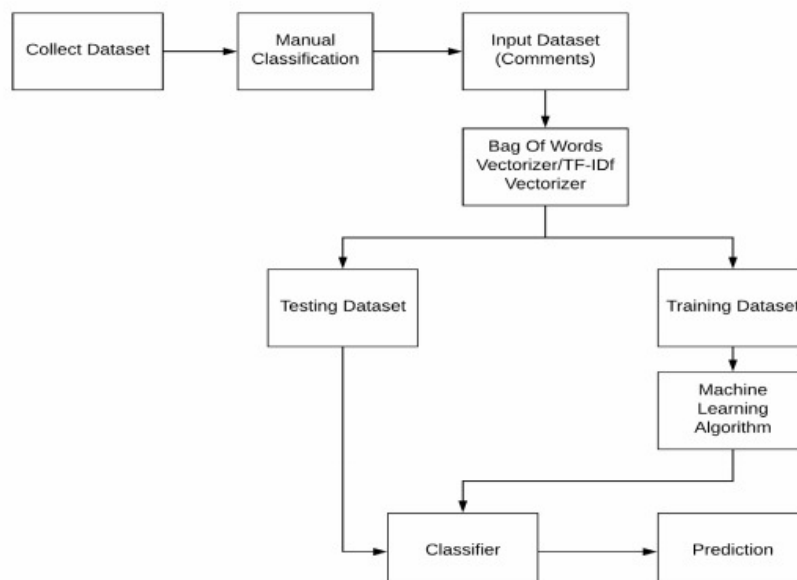 Collect Dataset
Manual
Classification
Input Dataset
(Comments)
Bag Of Words
Vectorizer/TF-IDf
Vectorizer
Testing Dataset
Training Dataset
Machine
Learning
Algorithm
Classifier
Prediction